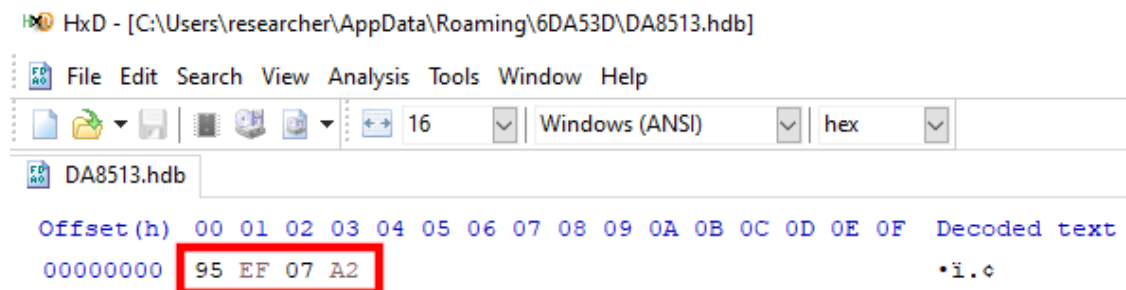 HxD - [C:\Users\researcher\AppData\Roaming\6DA53D\DA8513.hdb]
File Edit Search View Analysis Tools Window Help
16 Windows (ANSI) hex
DA8513.hdb
Offset(h) 00 01 02 03 04 05 06 07 08 09 0A 0B 0C 0D 0E 0F Decoded text
00000000 95 EF 07 A2 •ï.¢